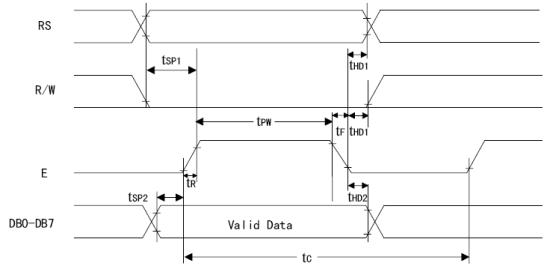 RS
tSP1
tHD1
R/W
tPW
tF
tHD1
E
tR
tSP2
tHD2
DB0-DB7
Valid Data
tC